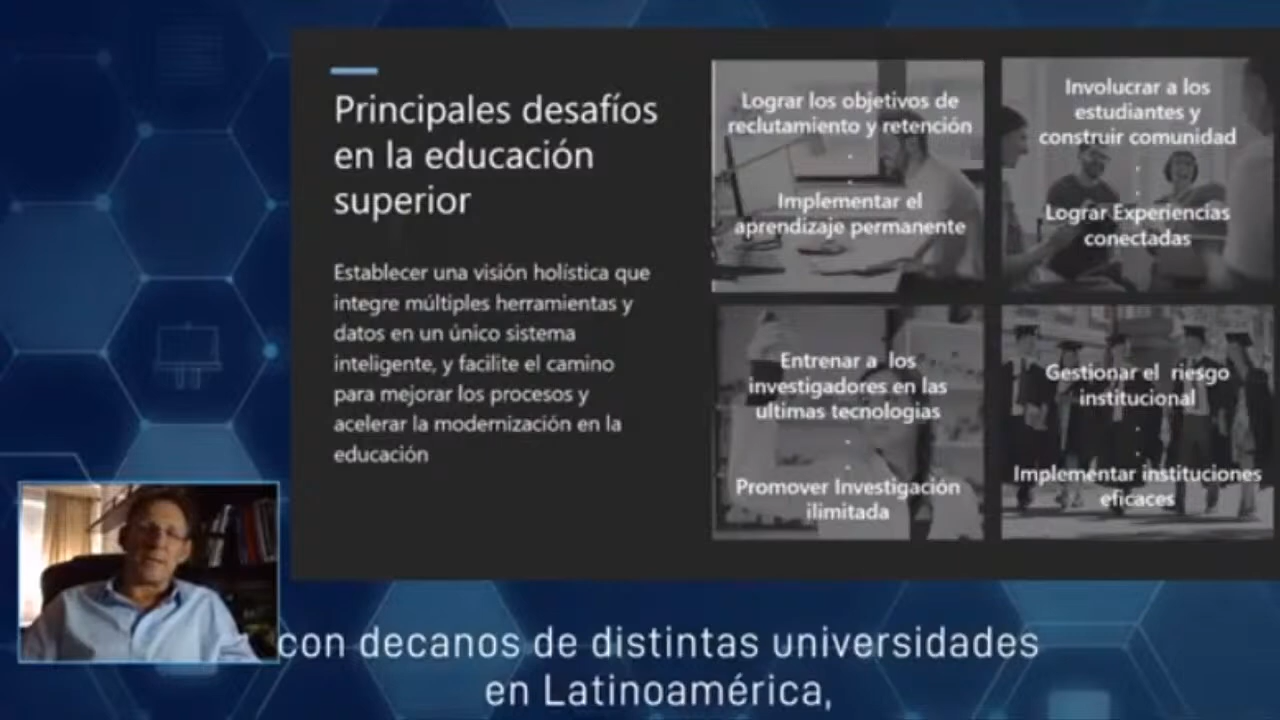 Principales desafíos
en la educación
superior
Establecer una visión holística que
integre múltiples herramientas y
datos en un único sistema
inteligente, y facilite el camino
para mejorar los procesos y
acelerar la modernización en la
educación
Lograr los objetivos de
reclutamiento y retención
Implementar el
aprendizaje permanente
Involucrar a los
estudiantes y
construir comunidad
Lograr Experiencias
conectadas
Entrenar a los
investigadores en las
ultimas tecnologias
Promover Investigación
ilimitada
Gestionar el riesgo
institucional
Implementar instituciones
eficaces
con decanos de distintas universidades
en Latinoamérica,